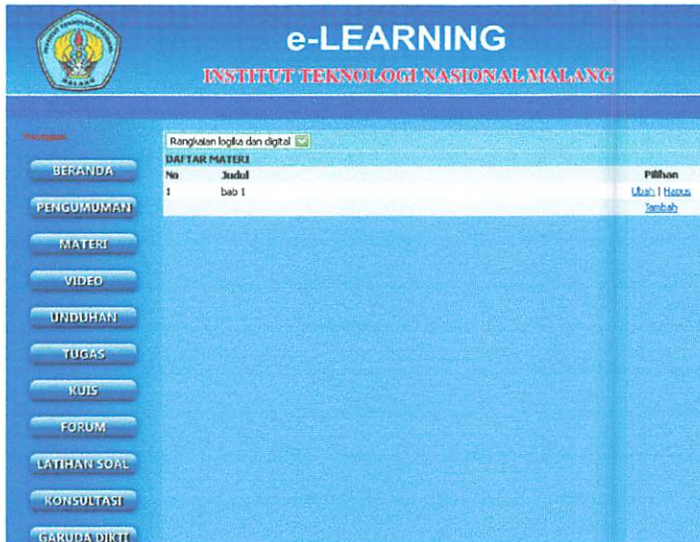 e-LEARNING
INSTITUT TEKNOLOGI NASIONAL MALANG
Rangkaian logika dan digital
DAFTAR MATERI
No Judul Pilihan
1 bab 1 Ubah | Hapus
Tambah
BERANDA
PENGUMUMAN
MATERI
VIDEO
UNDUHAN
TUGAS
KUIS
FORUM
LATIHAN SOAL
KONSULTASI
GARUDA DIKTI